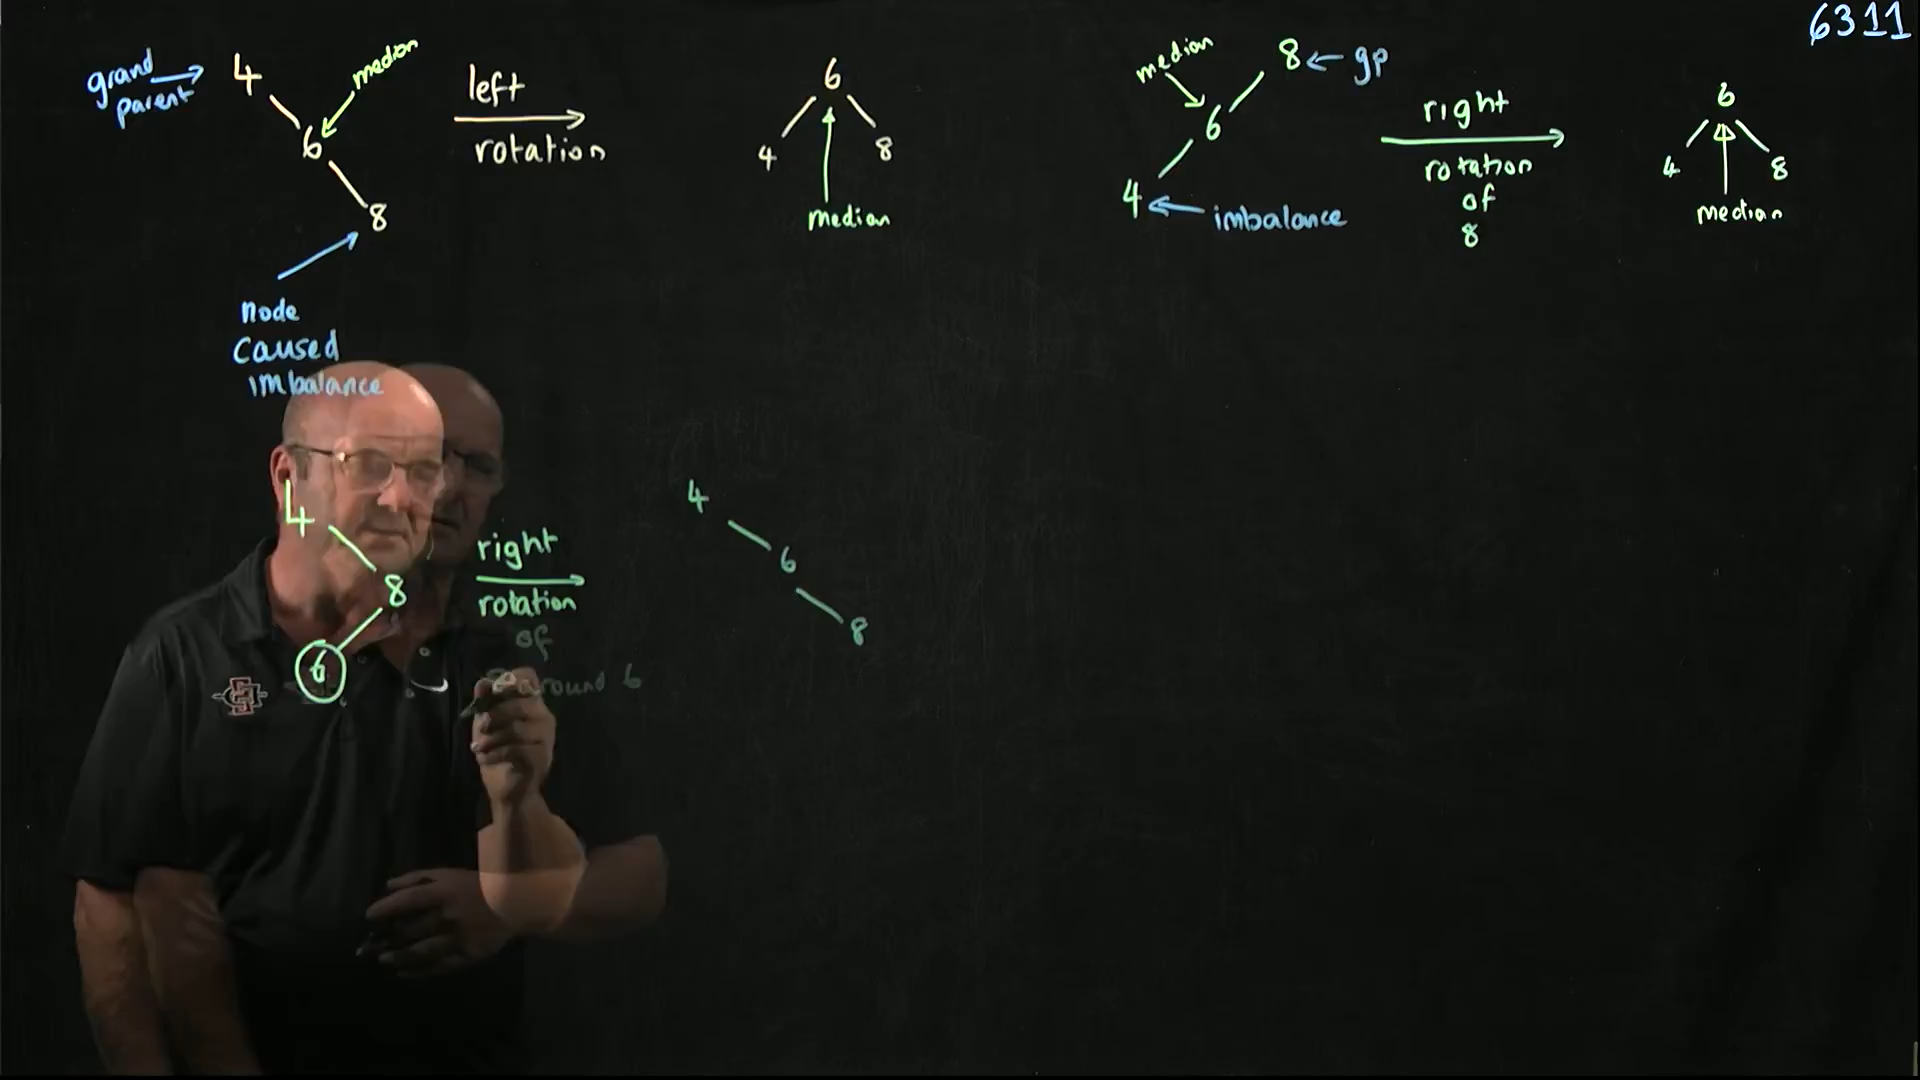 6311
grand
parent
4
6
8
median
node
caused
imbalance
left
rotation
6
4 8
median
median
8 gp
6
4 imbalance
right
rotation
of
8
6
4 8
median
4
8
6
right
rotation
of
8 around 6
4
6
8